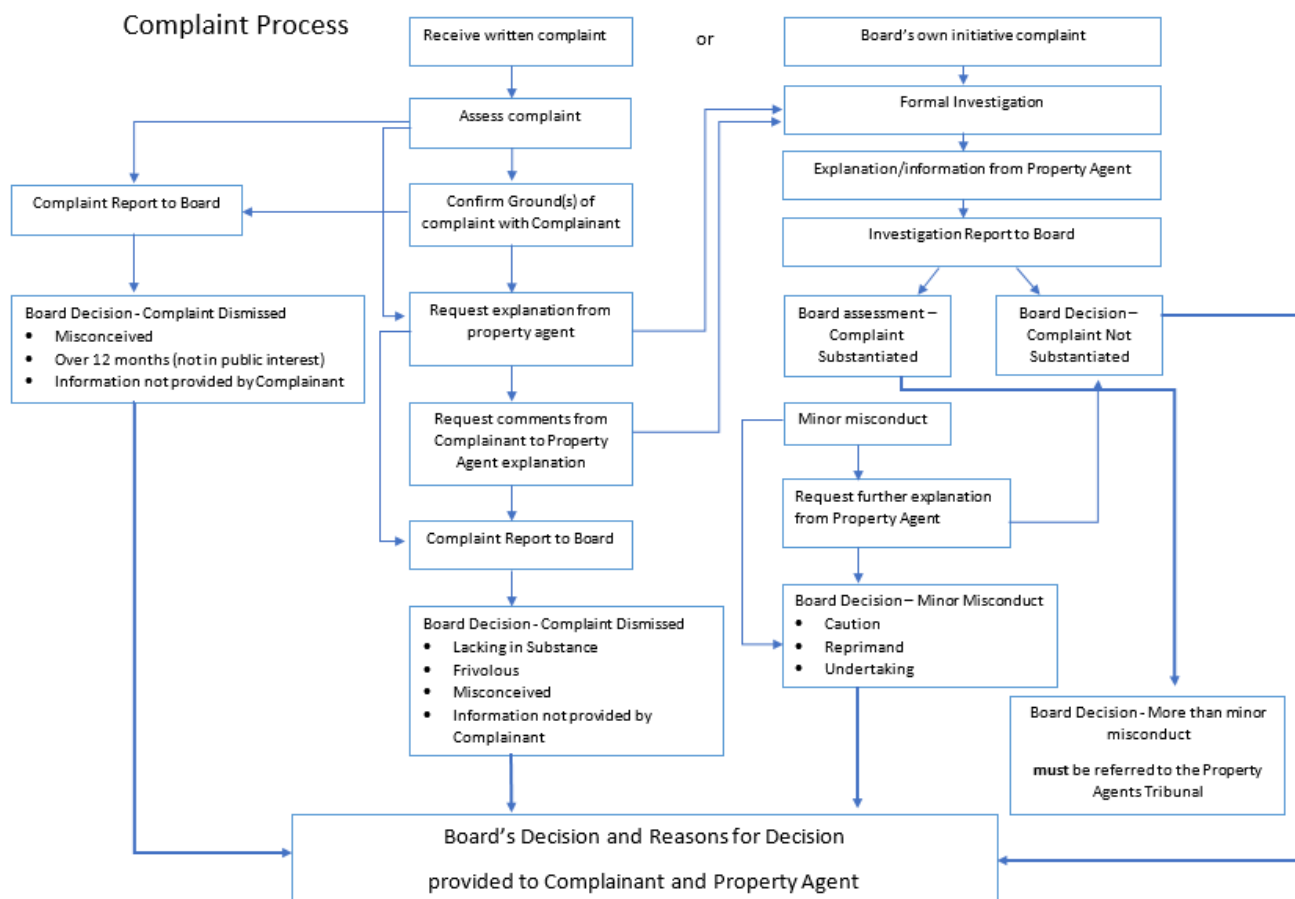 Complaint Process
Receive written complaint
or
Board's own initiative complaint
Assess complaint
Formal Investigation
Explanation/information from Property Agent
Complaint Report to Board
Confirm Ground(s) of
complaint with Complainant
Investigation Report to Board
Board Decision - Complaint Dismissed
• Misconceived
• Over 12 months (not in public interest)
• Information not provided by Complainant
Request explanation from
property agent
Board assessment –
Complaint
Substantiated
Board Decision –
Complaint Not
Substantiated
Request comments from
Complainant to Property
Agent explanation
Minor misconduct
Request further explanation
from Property Agent
Complaint Report to Board
Board Decision - Complaint Dismissed
• Lacking in Substance
• Frivolous
• Misconceived
• Information not provided by
Complainant
Board Decision – Minor Misconduct
• Caution
• Reprimand
• Undertaking
Board Decision - More than minor
misconduct
must be referred to the Property
Agents Tribunal
Board's Decision and Reasons for Decision
provided to Complainant and Property Agent